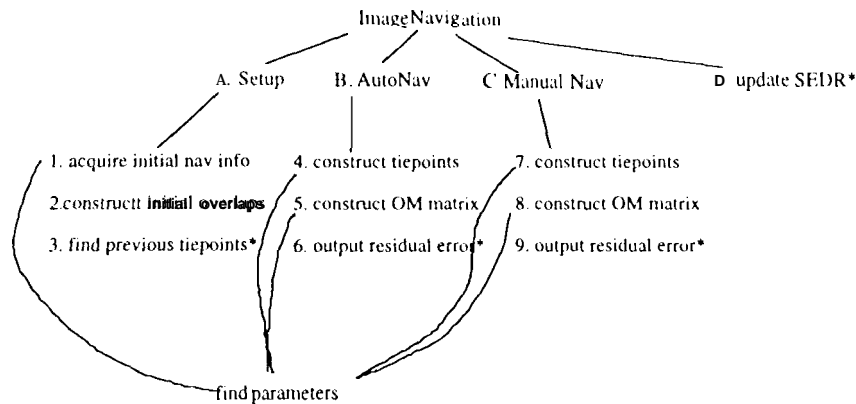 ImageNavigation
A. Setup B. AutoNav C Manual Nav D update SEDR*
1. acquire initial nav info 4. construct tiepoints 7. construct tiepoints
2.constructt initiall overlaps 5. construct OM matrix 8. construct OM matrix
3. find previous tiepoints* 6. output residual error* 9. output residual error*
find parameters